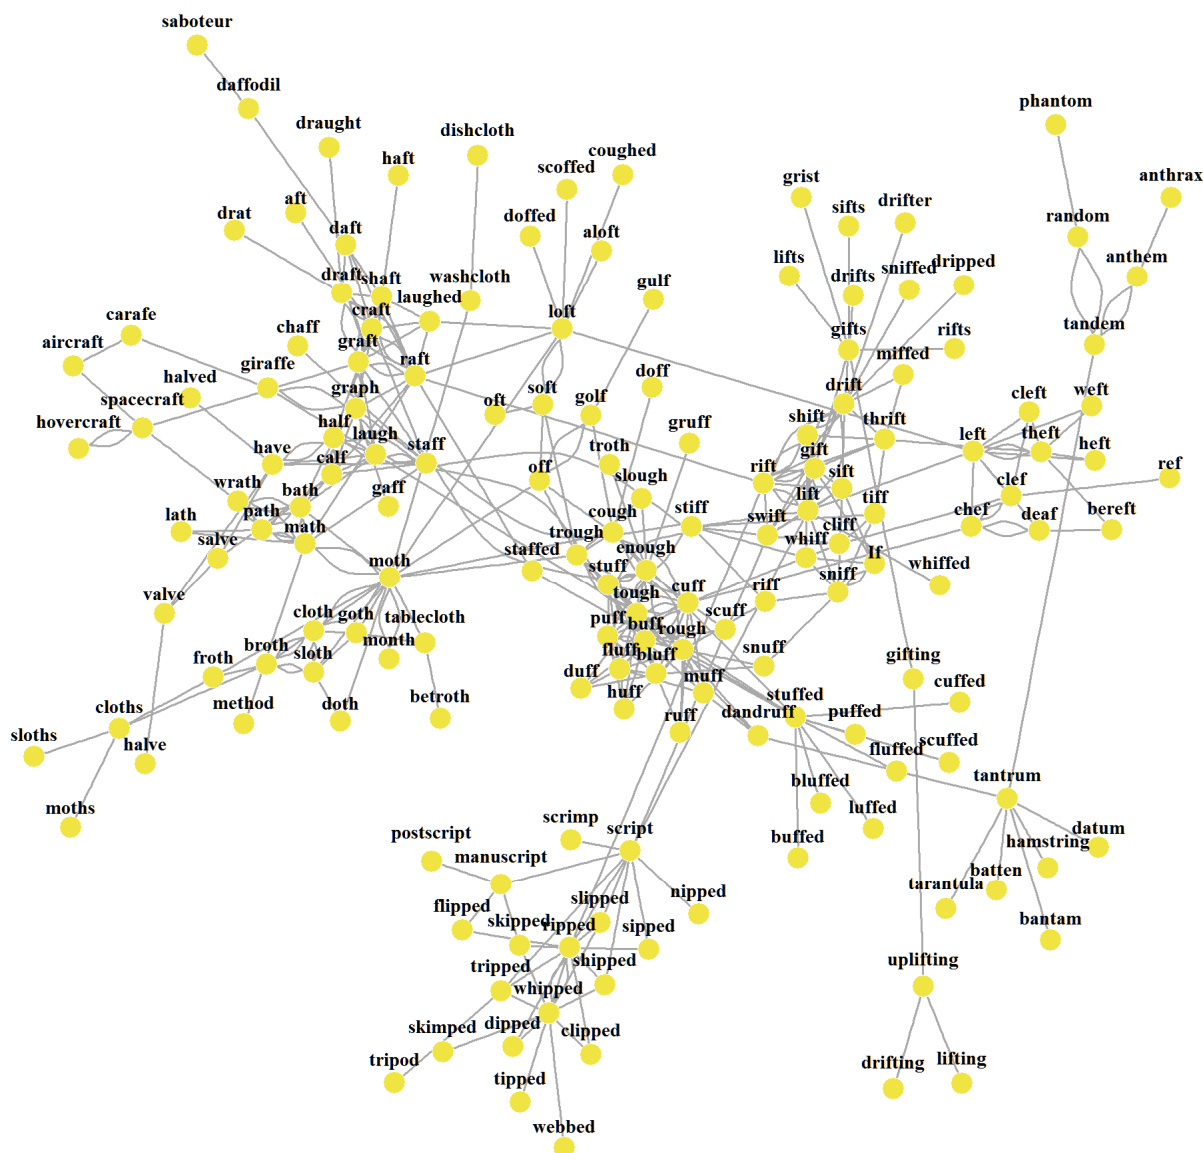 saboteur
daffodil
phantom
draught
dishcloth
coughed
haft
scoffed
grist
anthrax
aft
sifts
drifter
random
drat
doffed
aloft
daft
anthem
draft
shaft
washcloth
laughed
gulf
lifts
drifts
sniffed
dripped
carafe
chaff
craft
loft
gifts
rifts
tandem
aircraft
giraffe
graft
raft
miffed
halved
spacecraft
graph
oft
soft
golf
doff
drift
cleft
weft
hovercraft
half
laugh
staff
troth
gruff
shift
thrift
left
theft
heft
have
calf
off
slough
rift
gift
sift
clef
ref
wrath
bath
gaff
cough
stiff
lift
tiff
chef
deaf
bereft
lath
path
math
salve
trough
enough
swift
cliff
whiff
If
moth
staffed
stuff
cuff
riff
sniff
whiffed
valve
cloth
goth
tablecloth
month
tough
puff
buff
rough
scuff
froth
broth
sloth
fluff
bluff
snuff
gifting
duff
huff
muff
cuffed
cloths
method
doth
betroth
ruff
dandruff
stuffed
puffed
sloths
halve
fluffed
scuffed
tantrum
moths
bluffed
luffed
postscript
scrimp
script
buffed
hamstring
datum
manuscript
batten
tarantula
flipped
slipped
nipped
skipped
ripped
sipped
bantam
tripped
whipped
shipped
uplifting
skimped
dipped
clipped
tripod
drifting
lifting
tipped
webbed